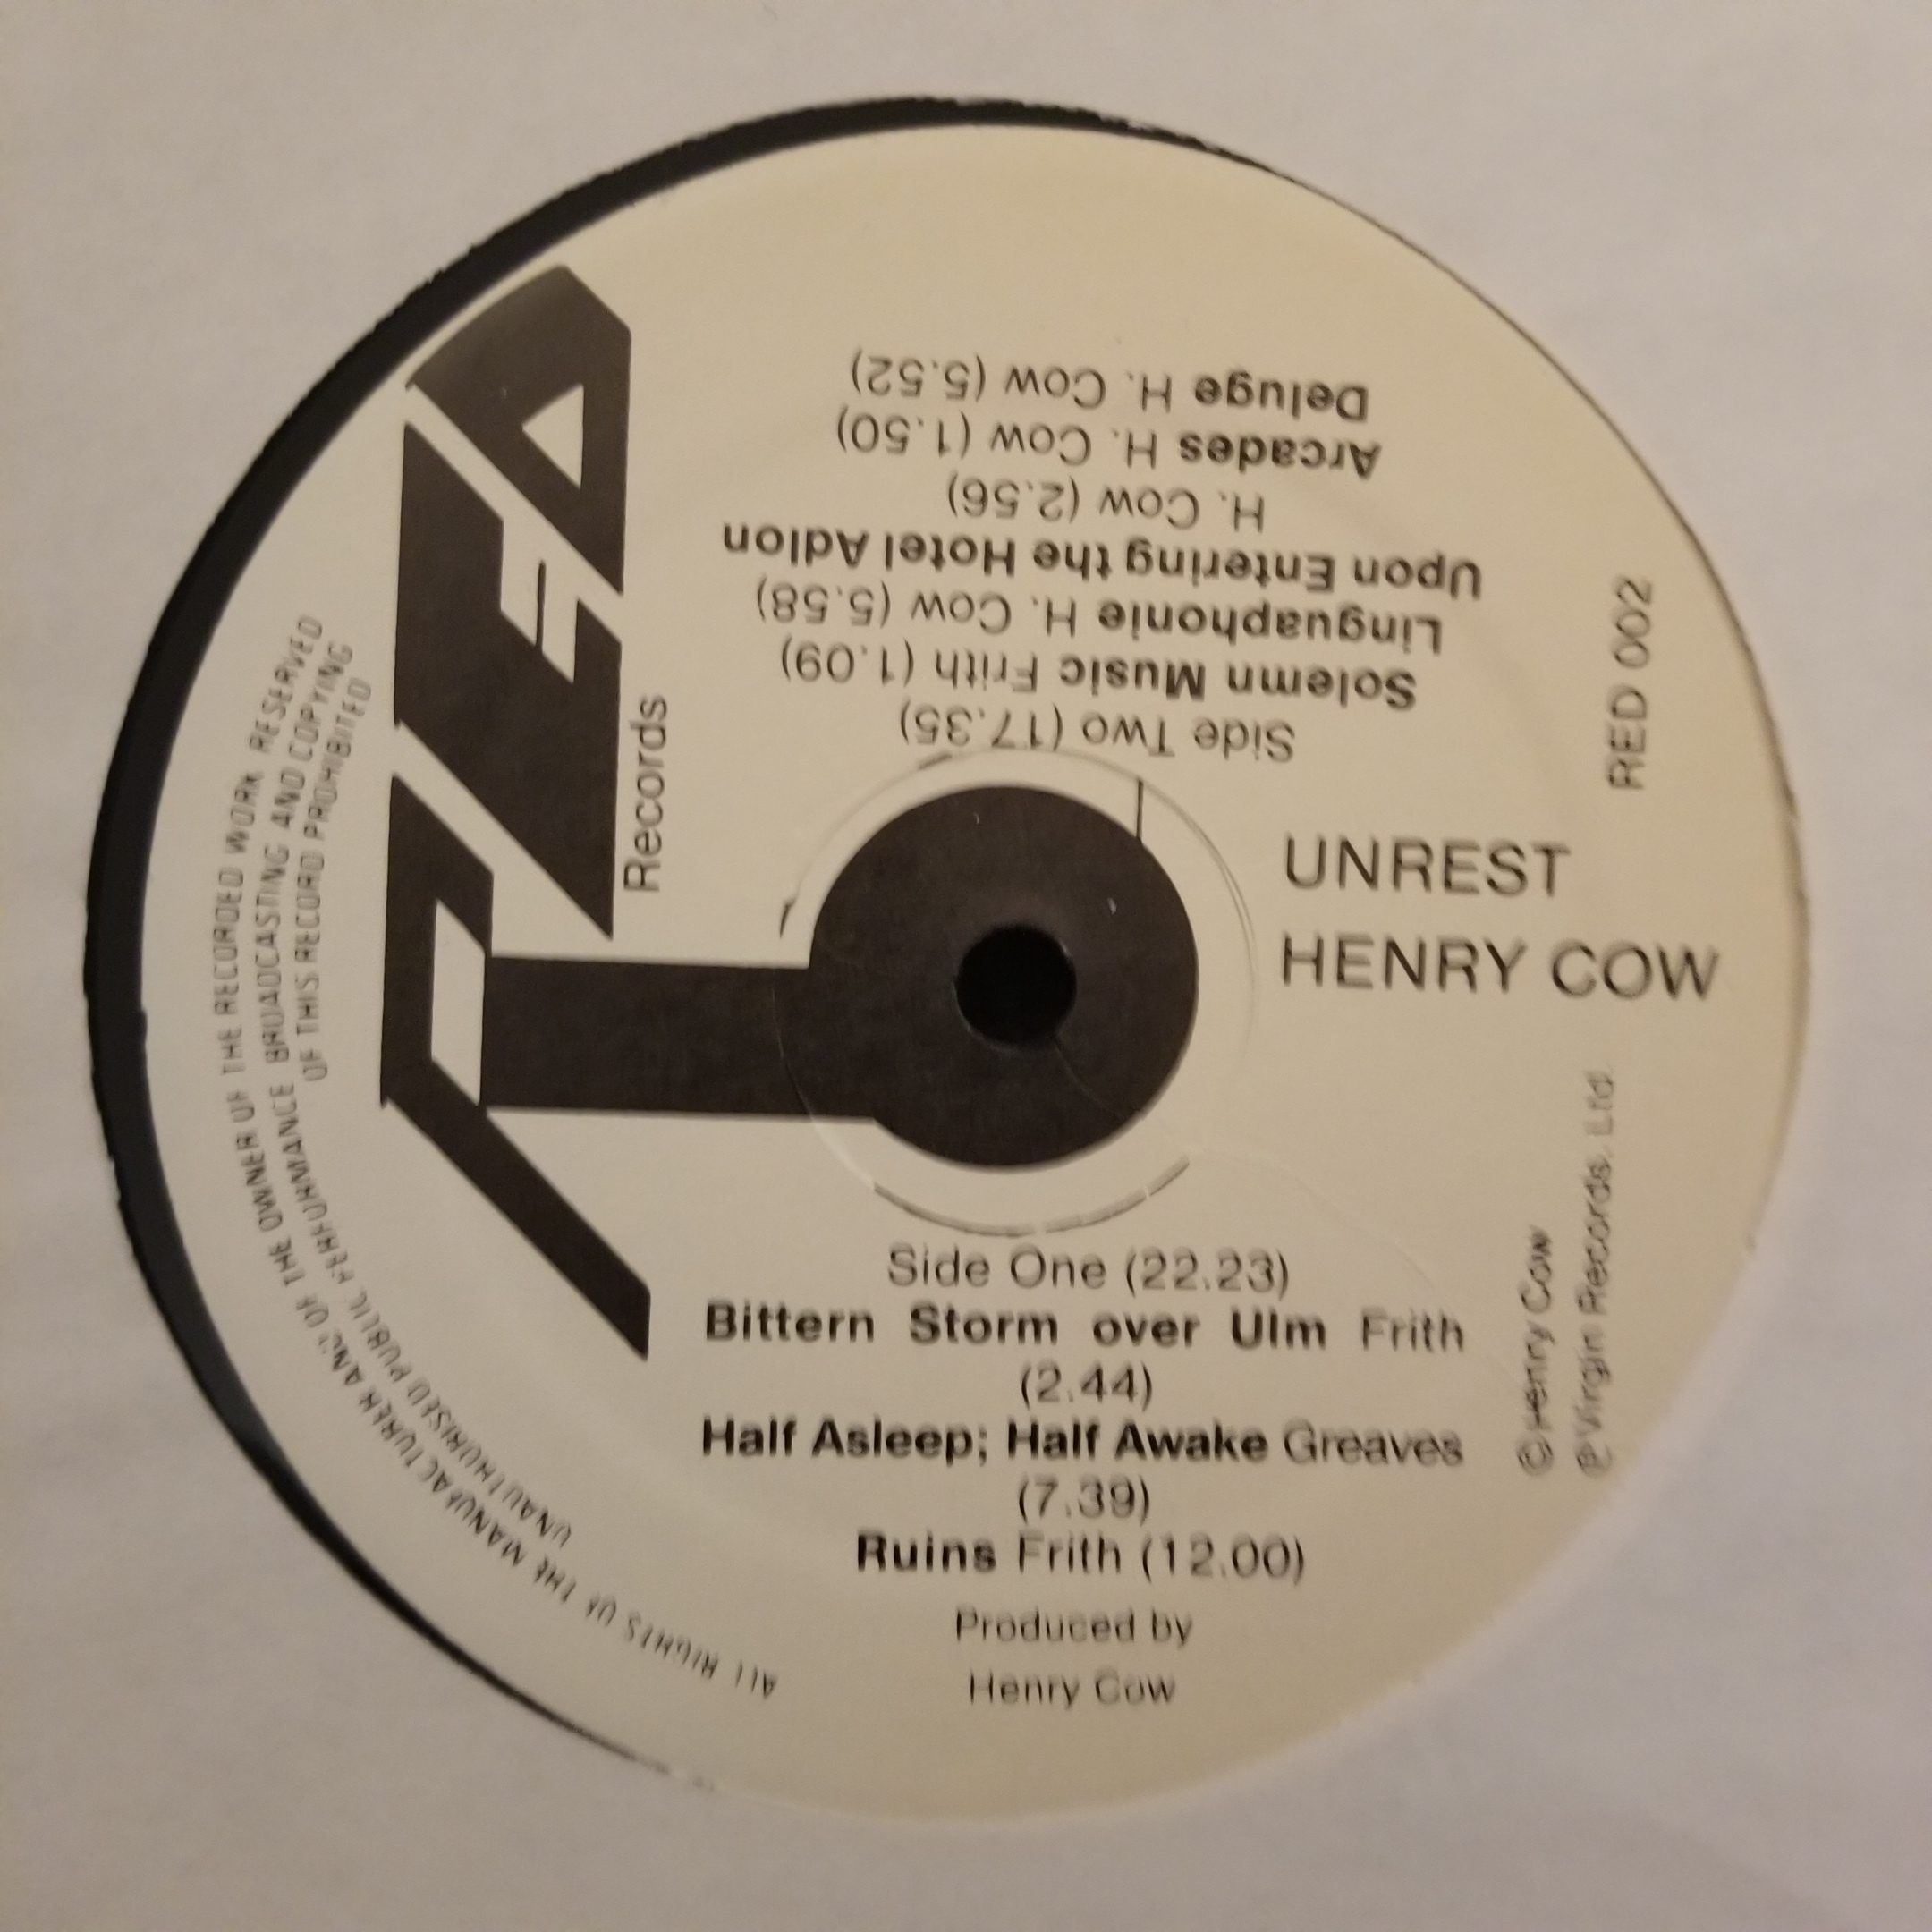 RED
Records
UNREST
HENRY COW
RED 002
Side One (22.23)
Bittern Storm over Ulm Frith
(2.44)
Half Asleep; Half Awake Greaves
(7.39)
Ruins Frith (12.00)
Produced by
Henry Cow
Side Two (17.35)
Solemn Music Frith (1.09)
Linguaphonie H. Cow (5.58)
Upon Entering the Hotel Adlon
H. Cow (2.56)
Arcades H. Cow (1.50)
Deluge H. Cow (5.52)
© Henry Cow
℗ Virgin Records. Ltd.
ALL RIGHTS OF THE MANUFACTURER AND OF THE OWNER OF THE RECORDED WORK RESERVED
UNAUTHORISED PUBLIC PERFORMANCE BROADCASTING AND COPYING
OF THIS RECORD PROHIBITED